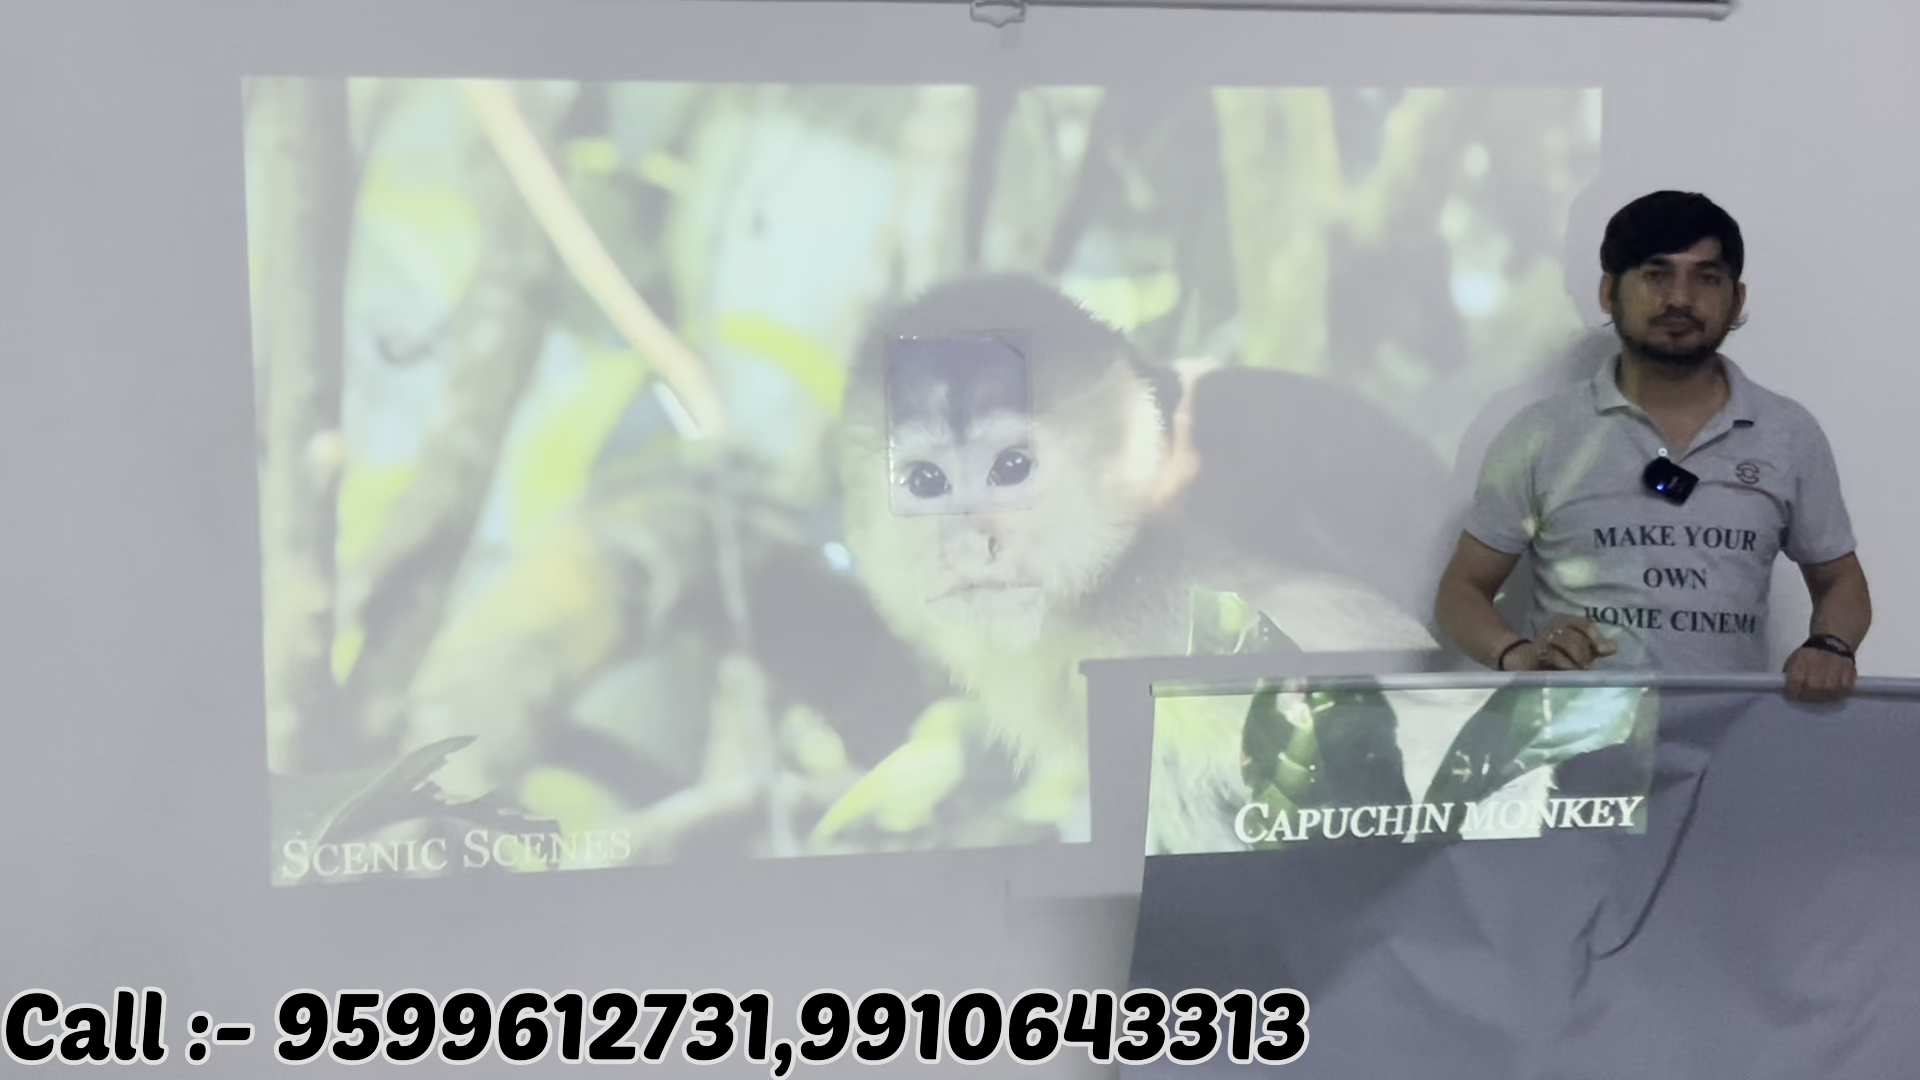 MAKE YOUR
OWN
HOME CINEMA
CAPUCHIN MONKEY
SCENIC SCENES
Call :- 9599612731,9910643313